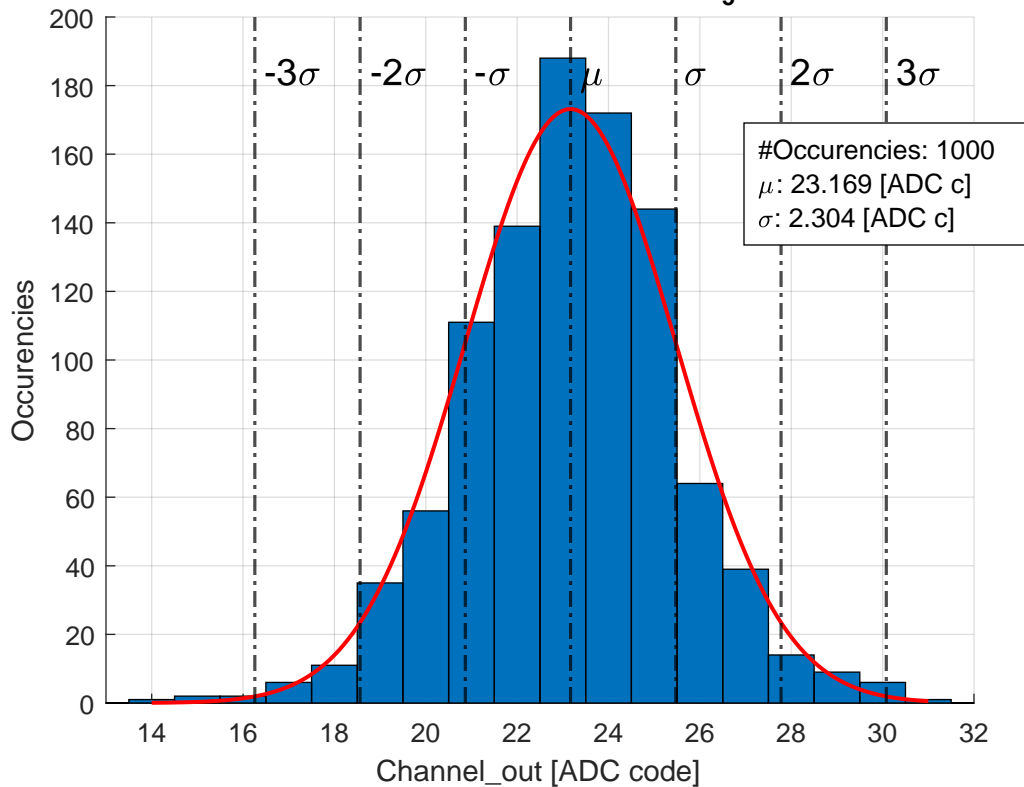 200
180
160
140
120
100
80
60
40
20
0
Occurencies
-3σ
-2σ
-σ
μ
σ
2σ
3σ
#Occurencies: 1000
μ: 23.169 [ADC c]
σ: 2.304 [ADC c]
14 16 18 20 22 24 26 28 30 32
Channel_out [ADC code]